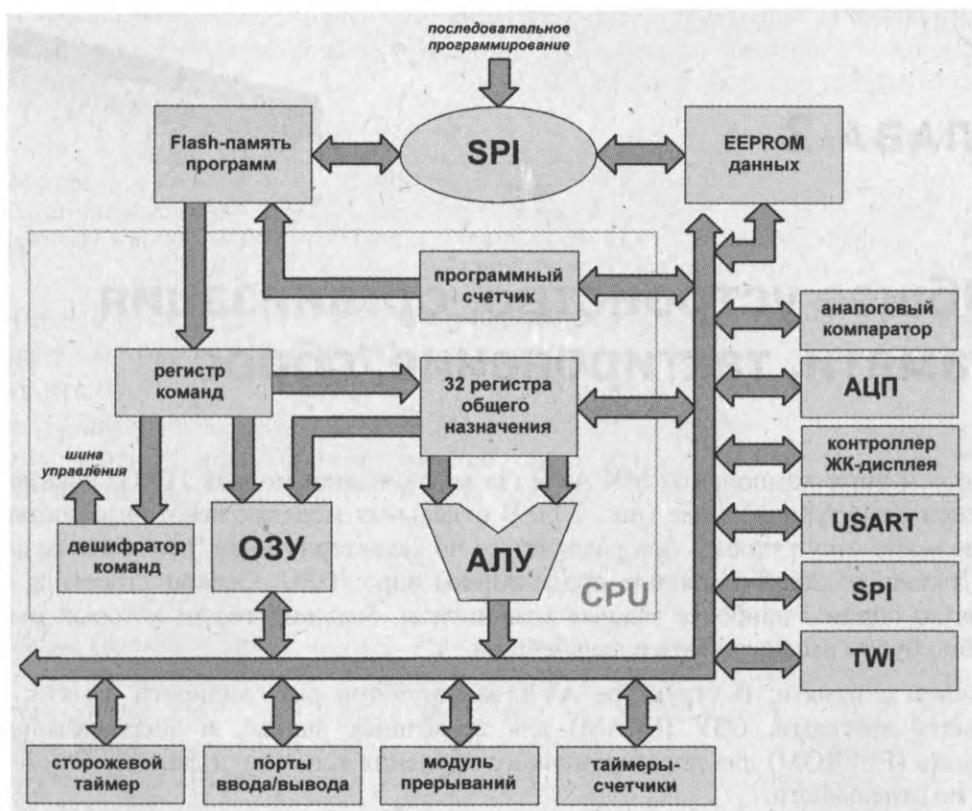 последовательное
программирование
Flash-память
программ
SPI
EEPROM
данных
программный
счетчик
аналоговый
компаратор
регистр
команд
32 регистра
общего
назначения
АЦП
контроллер
ЖК-дисплея
шина
управления
USART
дешифратор
команд
ОЗУ
АЛУ
CPU
SPI
TWI
сторожевой
таймер
порты
ввода/вывода
модуль
прерываний
таймеры-
счетчики